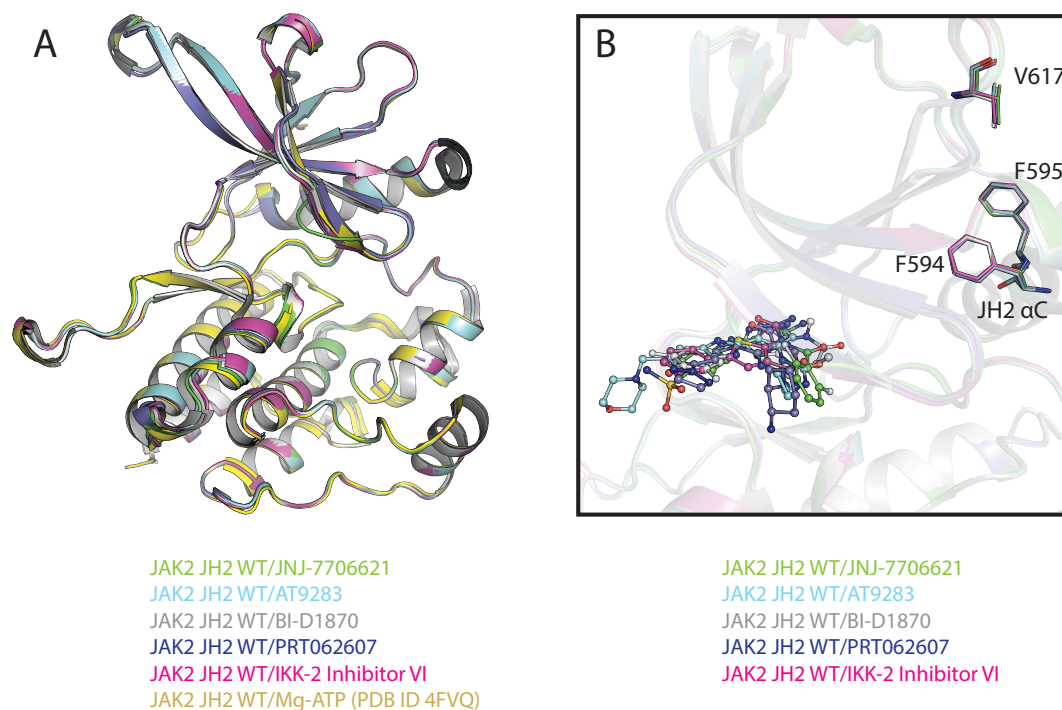 A
B
V617
F595
F594
JH2 αC
JAK2 JH2 WT/JNJ-7706621
JAK2 JH2 WT/AT9283
JAK2 JH2 WT/BI-D1870
JAK2 JH2 WT/PRT062607
JAK2 JH2 WT/IKK-2 Inhibitor VI
JAK2 JH2 WT/Mg-ATP (PDB ID 4FVQ)
JAK2 JH2 WT/JNJ-7706621
JAK2 JH2 WT/AT9283
JAK2 JH2 WT/BI-D1870
JAK2 JH2 WT/PRT062607
JAK2 JH2 WT/IKK-2 Inhibitor VI